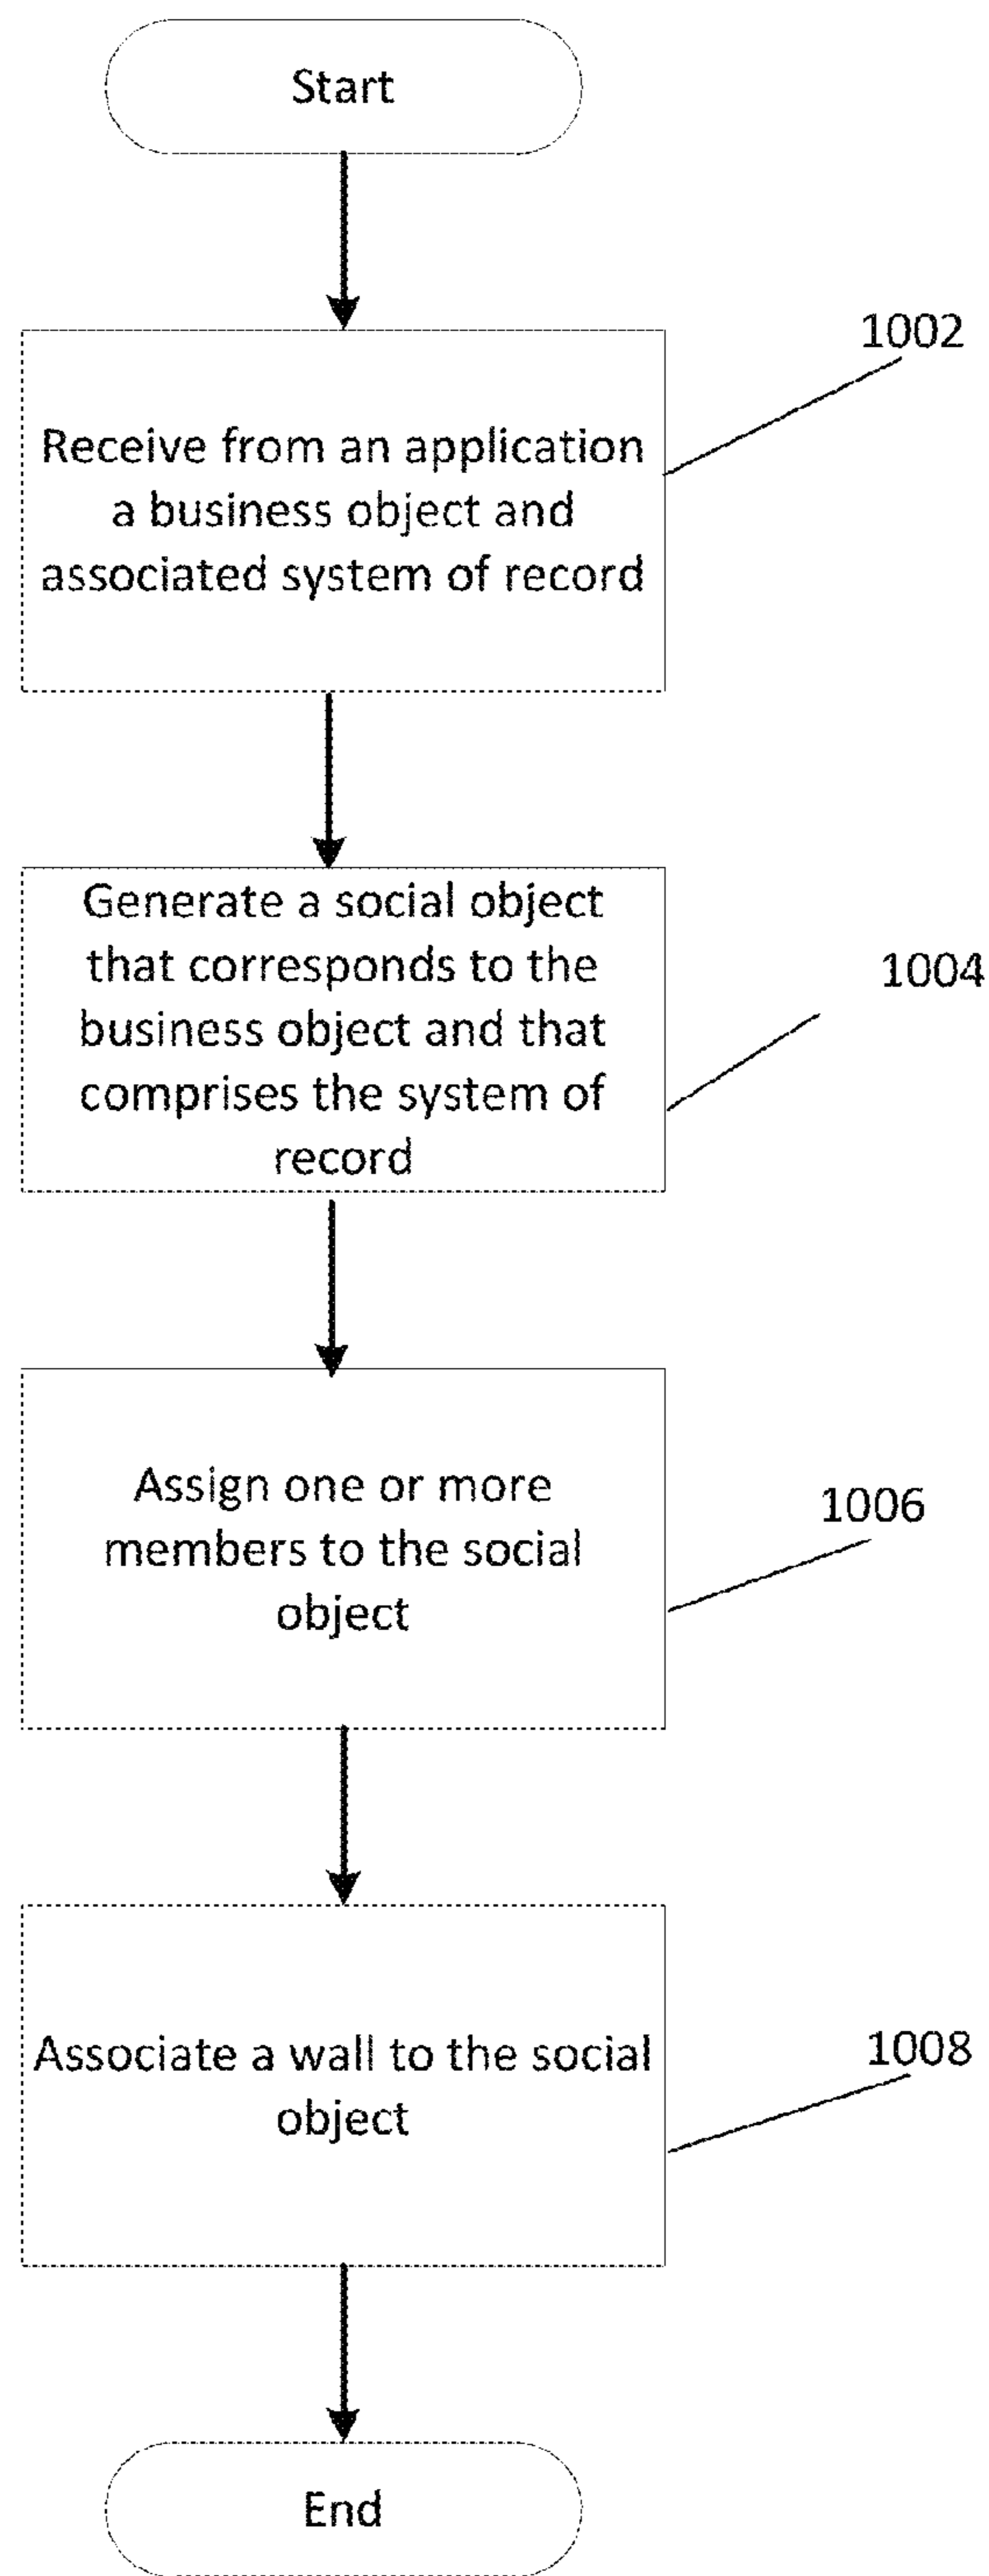 Start
1002
Receive from an application
a business object and
associated system of record
Generate a social object
that corresponds to the
business object and that
comprises the system of
record
1004
Assign one or more
members to the social
object
1006
Associate a wall to the social
object
1008
End